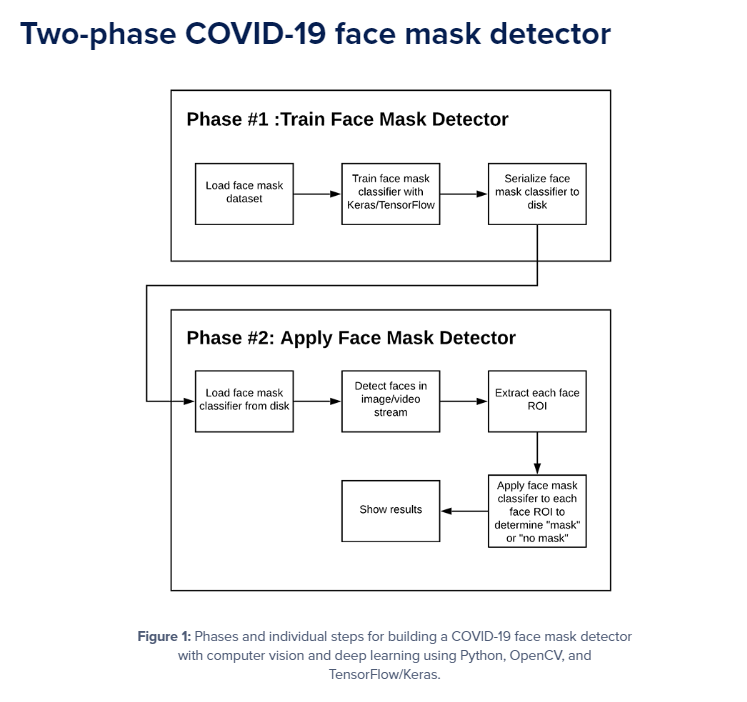 Two-phase COVID-19 face mask detector
Phase #1 :Train Face Mask Detector
Load face mask
dataset
Train face mask
classifier with
Keras/TensorFlow
Serialize face
mask classifier to
disk
Phase #2: Apply Face Mask Detector
Load face mask
classifier from disk
Detect faces in
image/video
stream
Extract each face
ROI
Apply face mask
classifer to each
face ROI to
determine "mask"
or "no mask"
Show results
Figure 1: Phases and individual steps for building a COVID-19 face mask detector
with computer vision and deep learning using Python, OpenCV, and
TensorFlow/Keras.